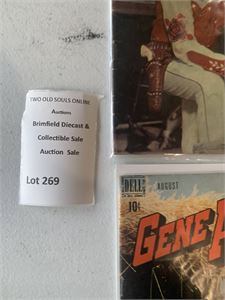 TWO OLD SOULS ONLINE
Auctions
Brimfield Diecast &
Collectible Sale
Auction Sale
Lot 269
DELL
AUGUST
10¢
GENE A